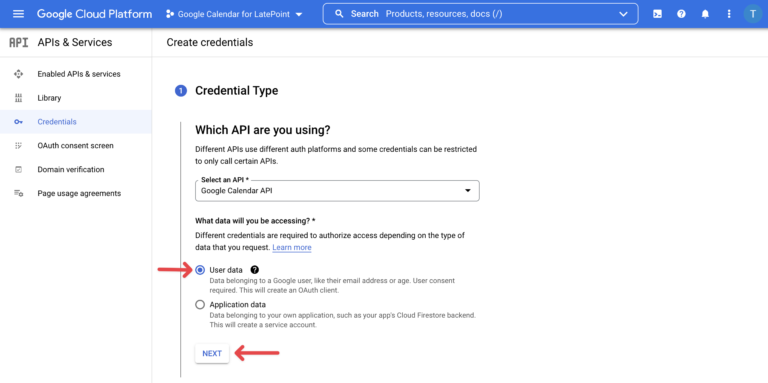 Google Cloud Platform
Google Calendar for LatePoint
Search Products, resources, docs (/)
T
API APIs & Services
Create credentials
Enabled APIs & services
Library
Credentials
OAuth consent screen
Domain verification
Page usage agreements
1 Credential Type
Which API are you using?
Different APIs use different auth platforms and some credentials can be restricted
to only call certain APIs.
Select an API *
Google Calendar API
What data will you be accessing? *
Different credentials are required to authorize access depending on the type of
data that you request. Learn more
User data ?
Data belonging to a Google user, like their email address or age. User consent
required. This will create an OAuth client.
Application data
Data belonging to your own application, such as your app's Cloud Firestore backend.
This will create a service account.
NEXT